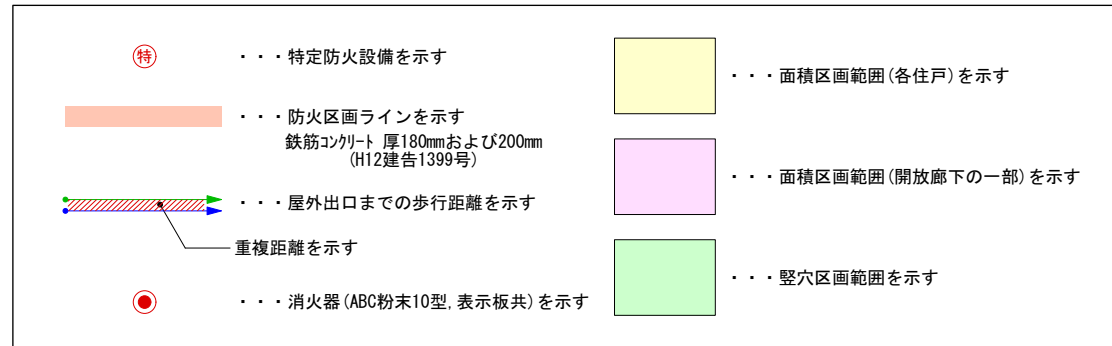 特 ・・・特定防火設備を示す
・・・防火区画ラインを示す
鉄筋コンクリート 厚180mmおよび200mm
(H12建告1399号)
・・・屋外出口までの歩行距離を示す
重複距離を示す
・・・消火器(ABC粉末10型,表示板共)を示す
・・・面積区画範囲(各住戸)を示す
・・・面積区画範囲(開放廊下の一部)を示す
・・・竪穴区画範囲を示す